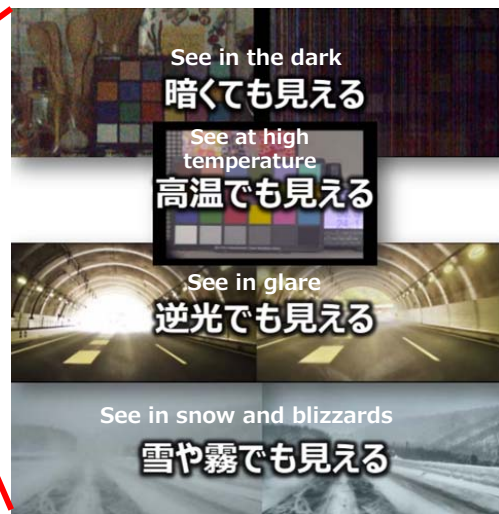 See in the dark
暗くても見える
See at high
temperature
高温でも見える
See in glare
逆光でも見える
See in snow and blizzards
雪や霧でも見える